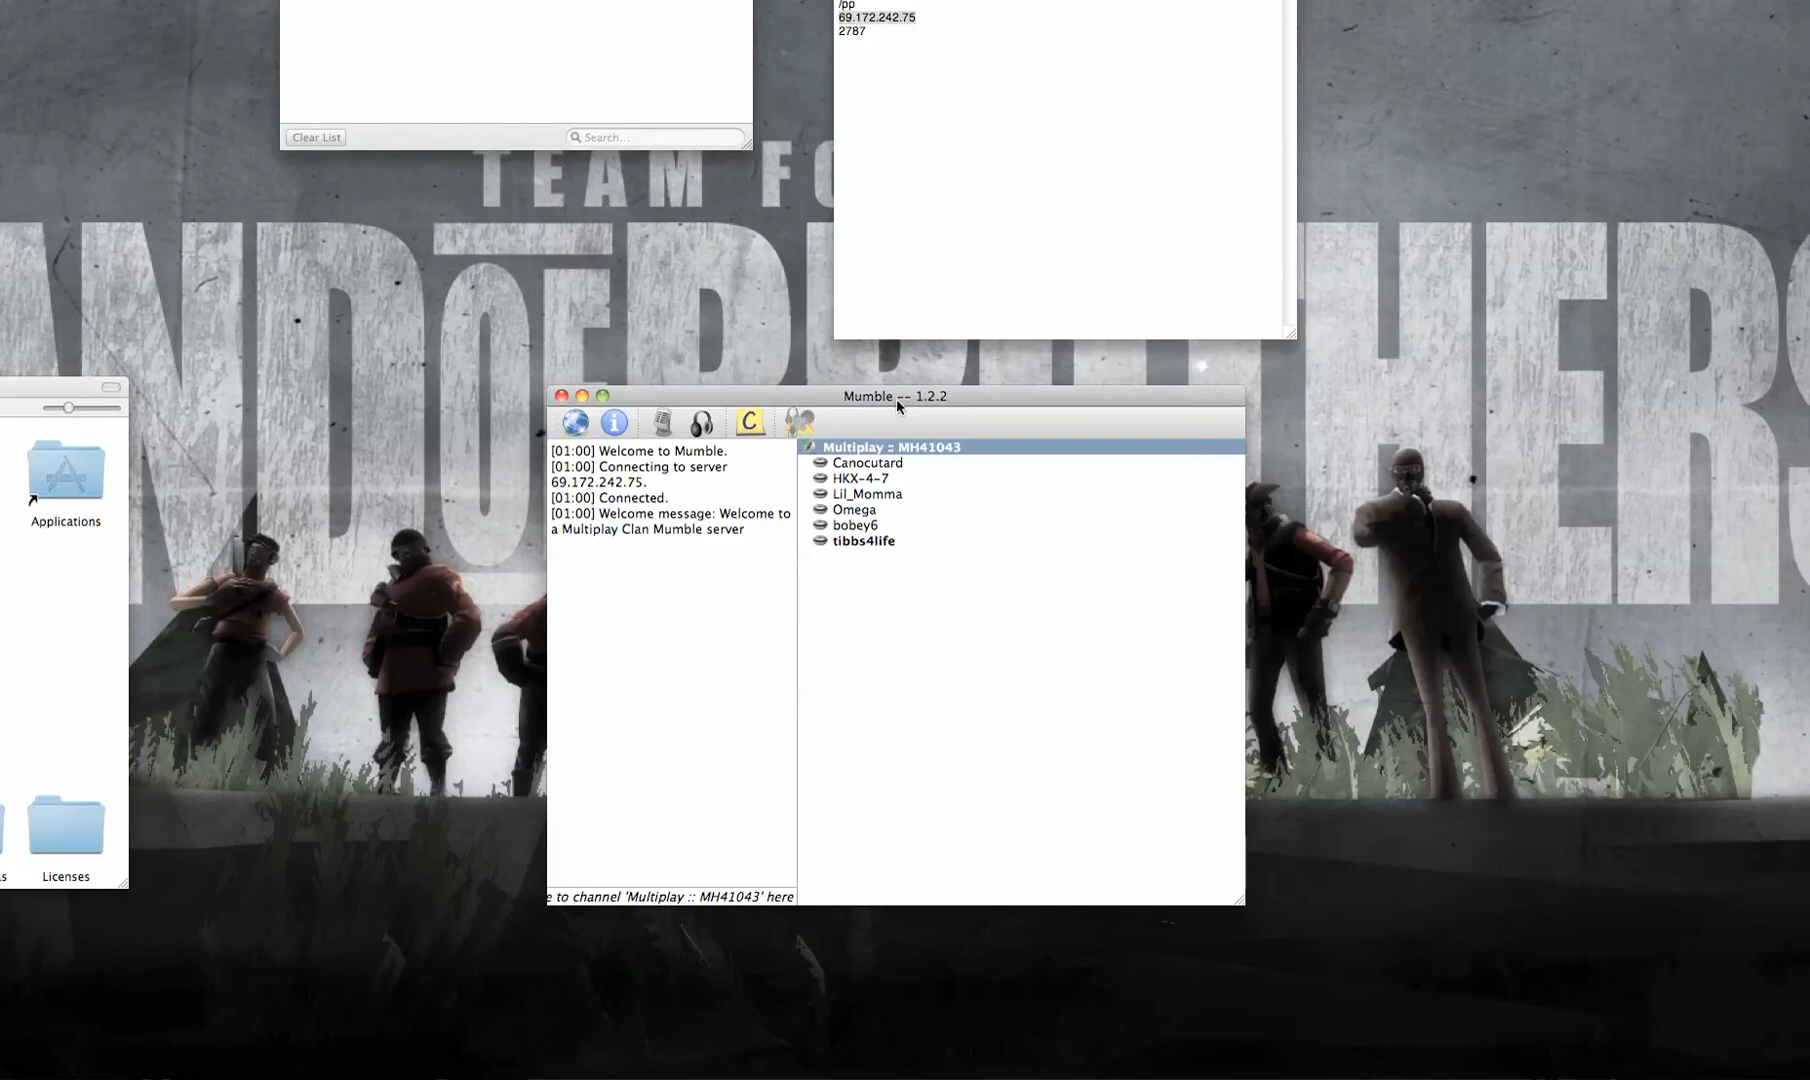 /pp
69.172.242.75
2787
Clear List
Search...
TEAM FO
Mumble -- 1.2.2
C
[01:00] Welcome to Mumble.
[01:00] Connecting to server
69.172.242.75.
[01:00] Connected.
[01:00] Welcome message: Welcome to
a Multiplay Clan Mumble server
e to channel 'Multiplay :: MH41043' here
Multiplay :: MH41043
Canocutard
HKX-4-7
Lil_Momma
Omega
bobey6
tibbs4life
Applications
s
Licenses